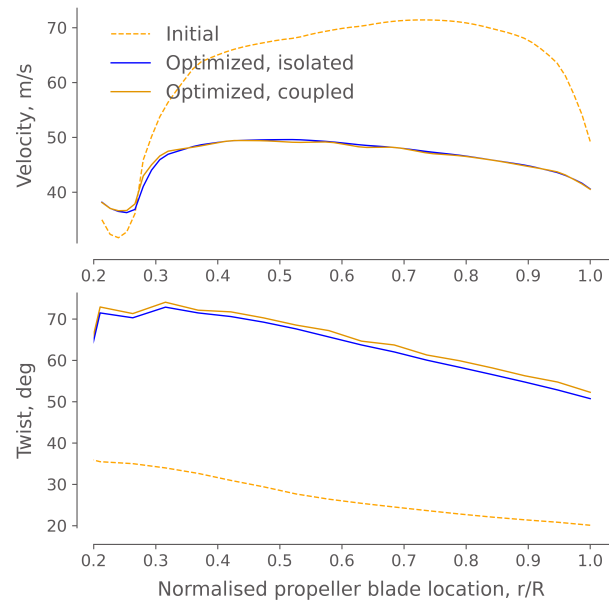 70
60
50
40
Velocity, m/s
Initial
Optimized, isolated
Optimized, coupled
0.2 0.3 0.4 0.5 0.6 0.7 0.8 0.9 1.0
70
60
50
40
30
20
Twist, deg
0.2 0.3 0.4 0.5 0.6 0.7 0.8 0.9 1.0
Normalised propeller blade location, r/R